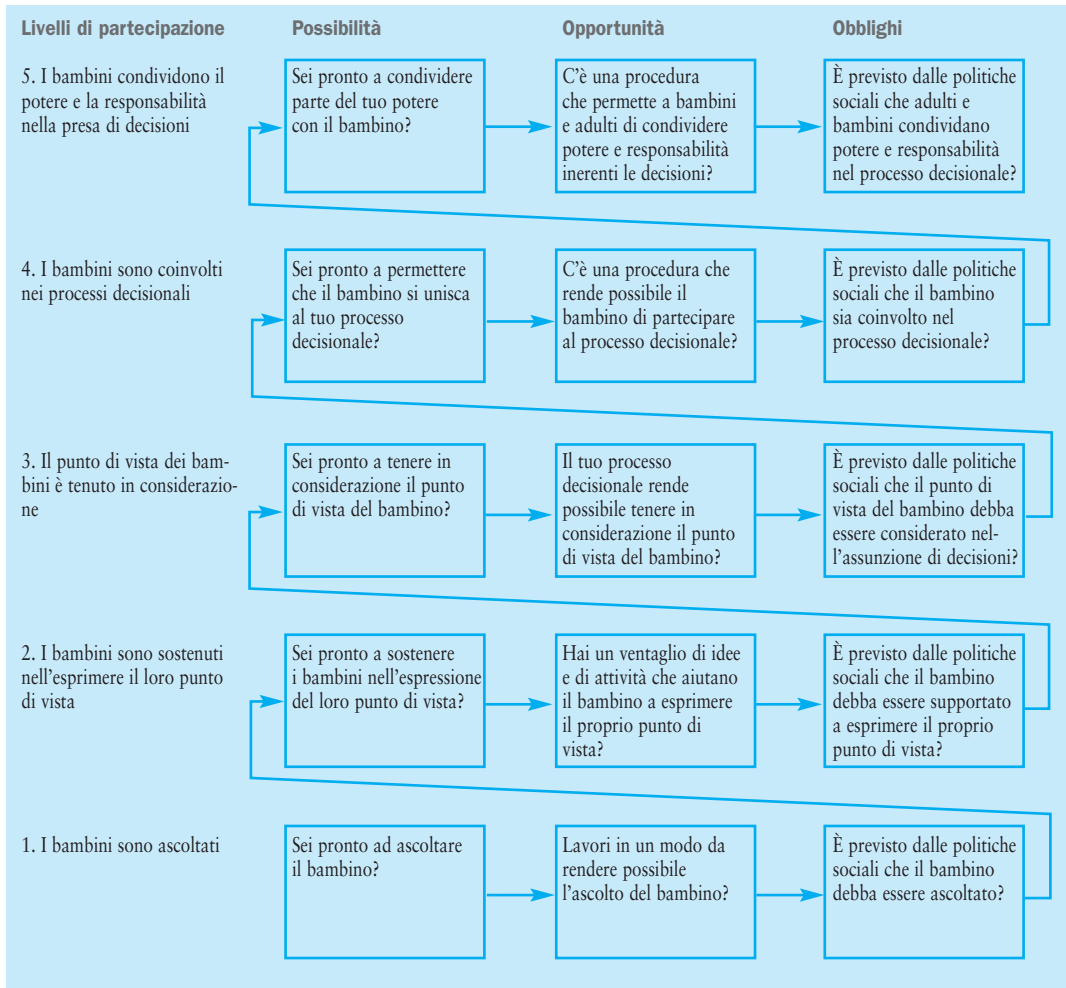 Livelli di partecipazione
Possibilità
Opportunità
Obblighi
5. I bambini condividono il
potere e la responsabilità
nella presa di decisioni
Sei pronto a condividere
parte del tuo potere
con il bambino?
C'è una procedura
che permette a bambini
e adulti di condividere
potere e responsabilità
inerenti le decisioni?
È previsto dalle politiche
sociali che adulti e
bambini condividano
potere e responsabilità
nel processo decisionale?
4. I bambini sono coinvolti
nei processi decisionali
Sei pronto a permettere
che il bambino si unisca
al tuo processo
decisionale?
C'è una procedura che
rende possibile il
bambino di partecipare
al processo decisionale?
È previsto dalle politiche
sociali che il bambino
sia coinvolto nel
processo decisionale?
3. Il punto di vista dei bam-
bini è tenuto in considerazio-
ne
Sei pronto a tenere in
considerazione il punto
di vista del bambino?
Il tuo processo
decisionale rende
possibile tenere in
considerazione il punto
di vista del bambino?
È previsto dalle politiche
sociali che il punto di
vista del bambino debba
essere considerato nel-
l'assunzione di decisioni?
2. I bambini sono sostenuti
nell'esprimere il loro punto
di vista
Sei pronto a sostenere
i bambini nell'espressione
del loro punto di vista?
Hai un ventaglio di idee
e di attività che aiutano
il bambino a esprimere
il proprio punto di
vista?
È previsto dalle politiche
sociali che il bambino
debba essere supportato
a esprimere il proprio
punto di vista?
1. I bambini sono ascoltati
Sei pronto ad ascoltare
il bambino?
Lavori in un modo da
rendere possibile
l'ascolto del bambino?
È previsto dalle politiche
sociali che il bambino
debba essere ascoltato?